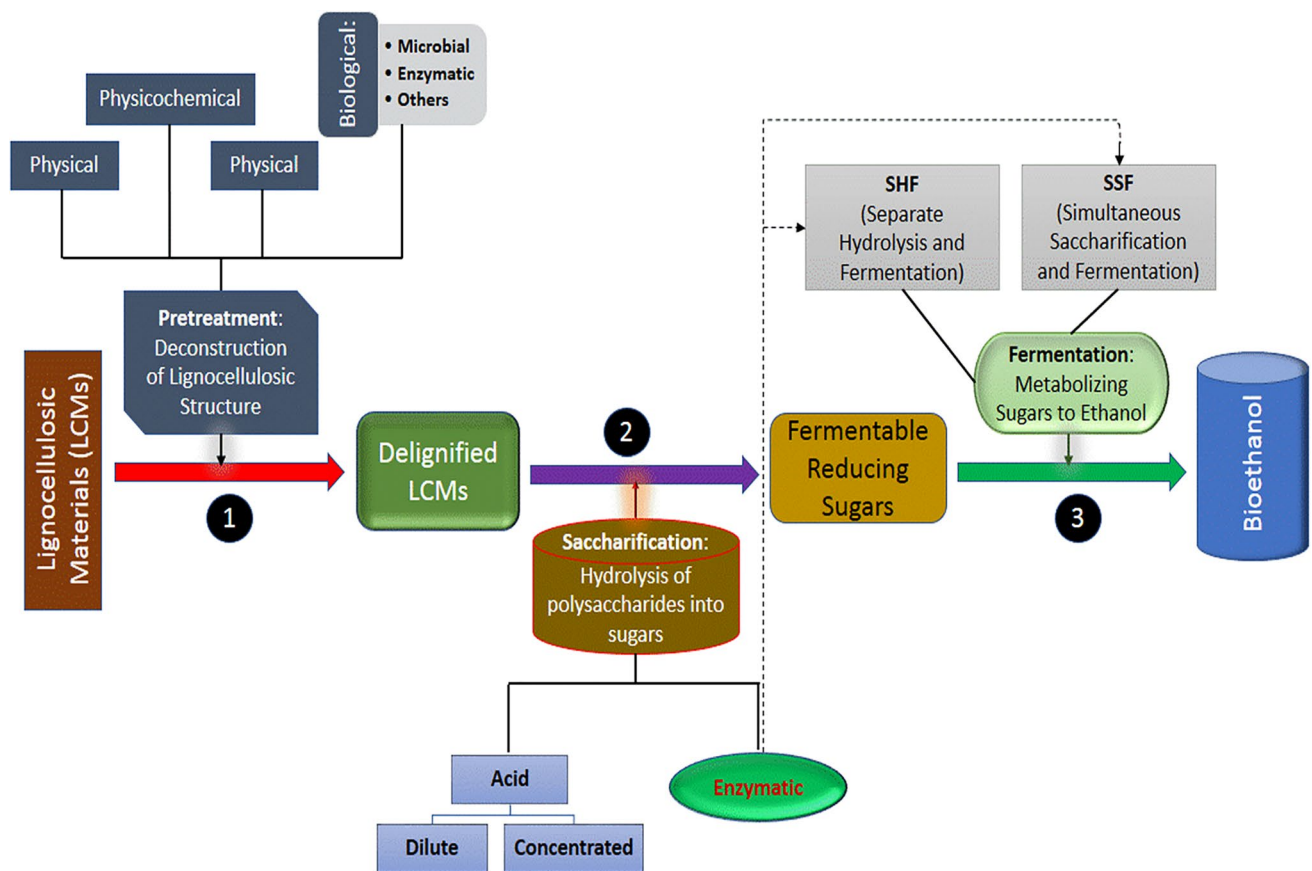 Biological:
• Microbial
• Enzymatic
• Others
Physicochemical
Physical
Physical
SHF
(Separate
Hydrolysis and
Fermentation)
SSF
(Simultaneous
Saccharification
and Fermentation)
Pretreatment:
Deconstruction
of Lignocellulosic
Structure
Fermentation:
Metabolizing
Sugars to Ethanol
Lignocellulosic
Materials (LCMs)
1
Delignified
LCMs
2
Fermentable
Reducing
Sugars
3
Bioethanol
Saccharification:
Hydrolysis of
polysaccharides into
sugars
Acid
Enzymatic
Dilute
Concentrated